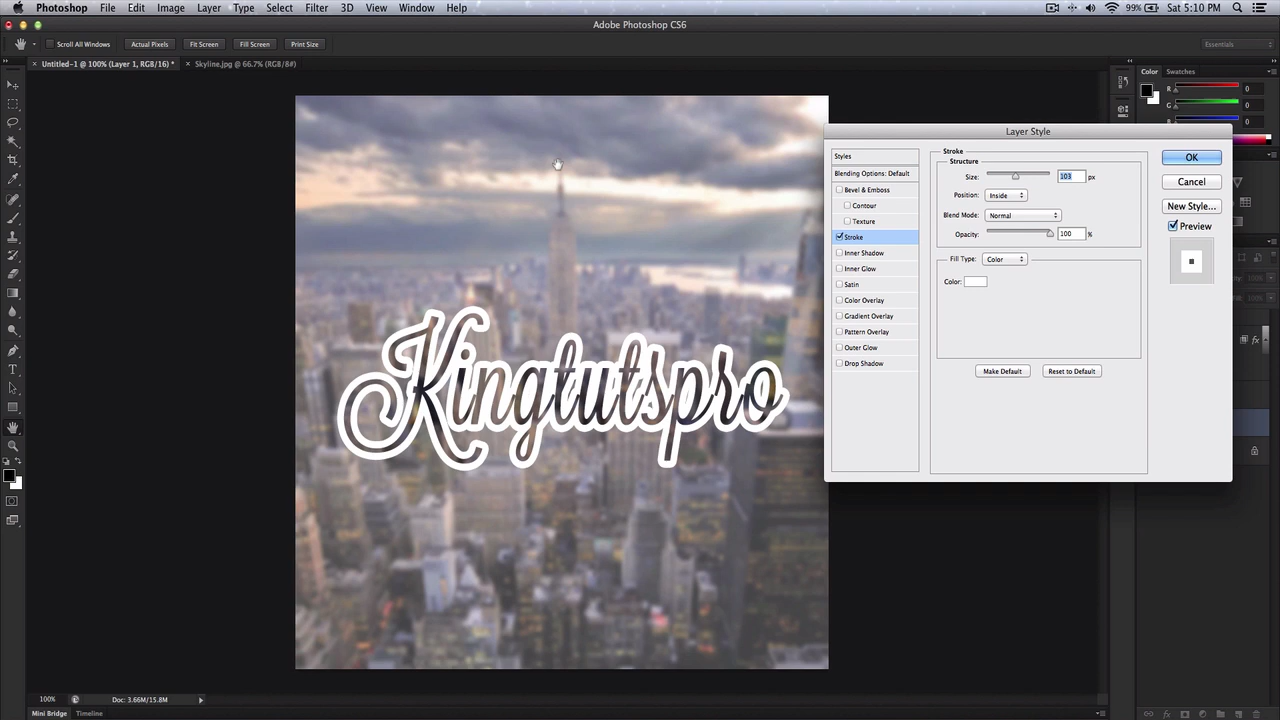 Photoshop File Edit Image Layer Type Select Filter 3D View Window Help 99% Sat 5:10 PM
Adobe Photoshop CS6
Scroll All Windows Actual Pixels Fit Screen Fill Screen Print Size Essentials
× Untitled-1 @ 100% (Layer 1, RGB/16) * × Skyline.jpg @ 66.7% (RGB/8#)
Color Swatches
R 0
G 0
B 0
Layer Style
Styles
Blending Options: Default
Bevel & Emboss
Contour
Texture
Stroke
Inner Shadow
Inner Glow
Satin
Color Overlay
Gradient Overlay
Pattern Overlay
Outer Glow
Drop Shadow
Stroke
Structure
Size: 103 px
Position: Inside
Blend Mode: Normal
Opacity: 100 %
Fill Type: Color
Color:
Make Default Reset to Default
OK
Cancel
New Style...
Preview
fx
Kingtutspro
100% Doc: 3.66M/15.8M
Mini Bridge Timeline